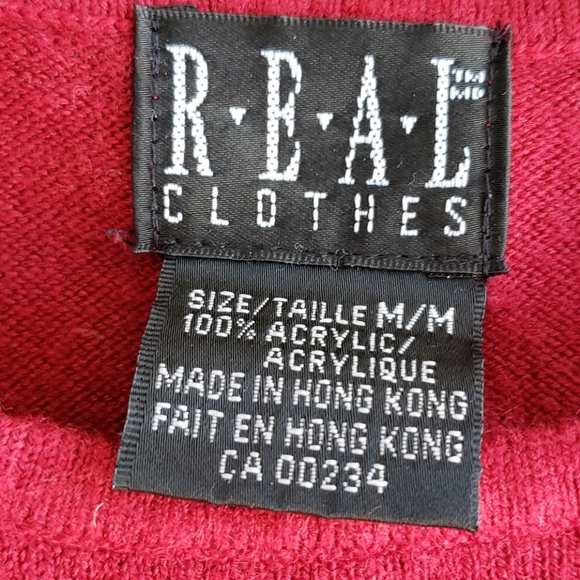 R▾E▾A▾L ™ MD
CLOTHES
SIZE/TAILLE M/M
100% ACRYLIC/
ACRYLIQUE
MADE IN HONG KONG
FAIT EN HONG KONG
CA 00234